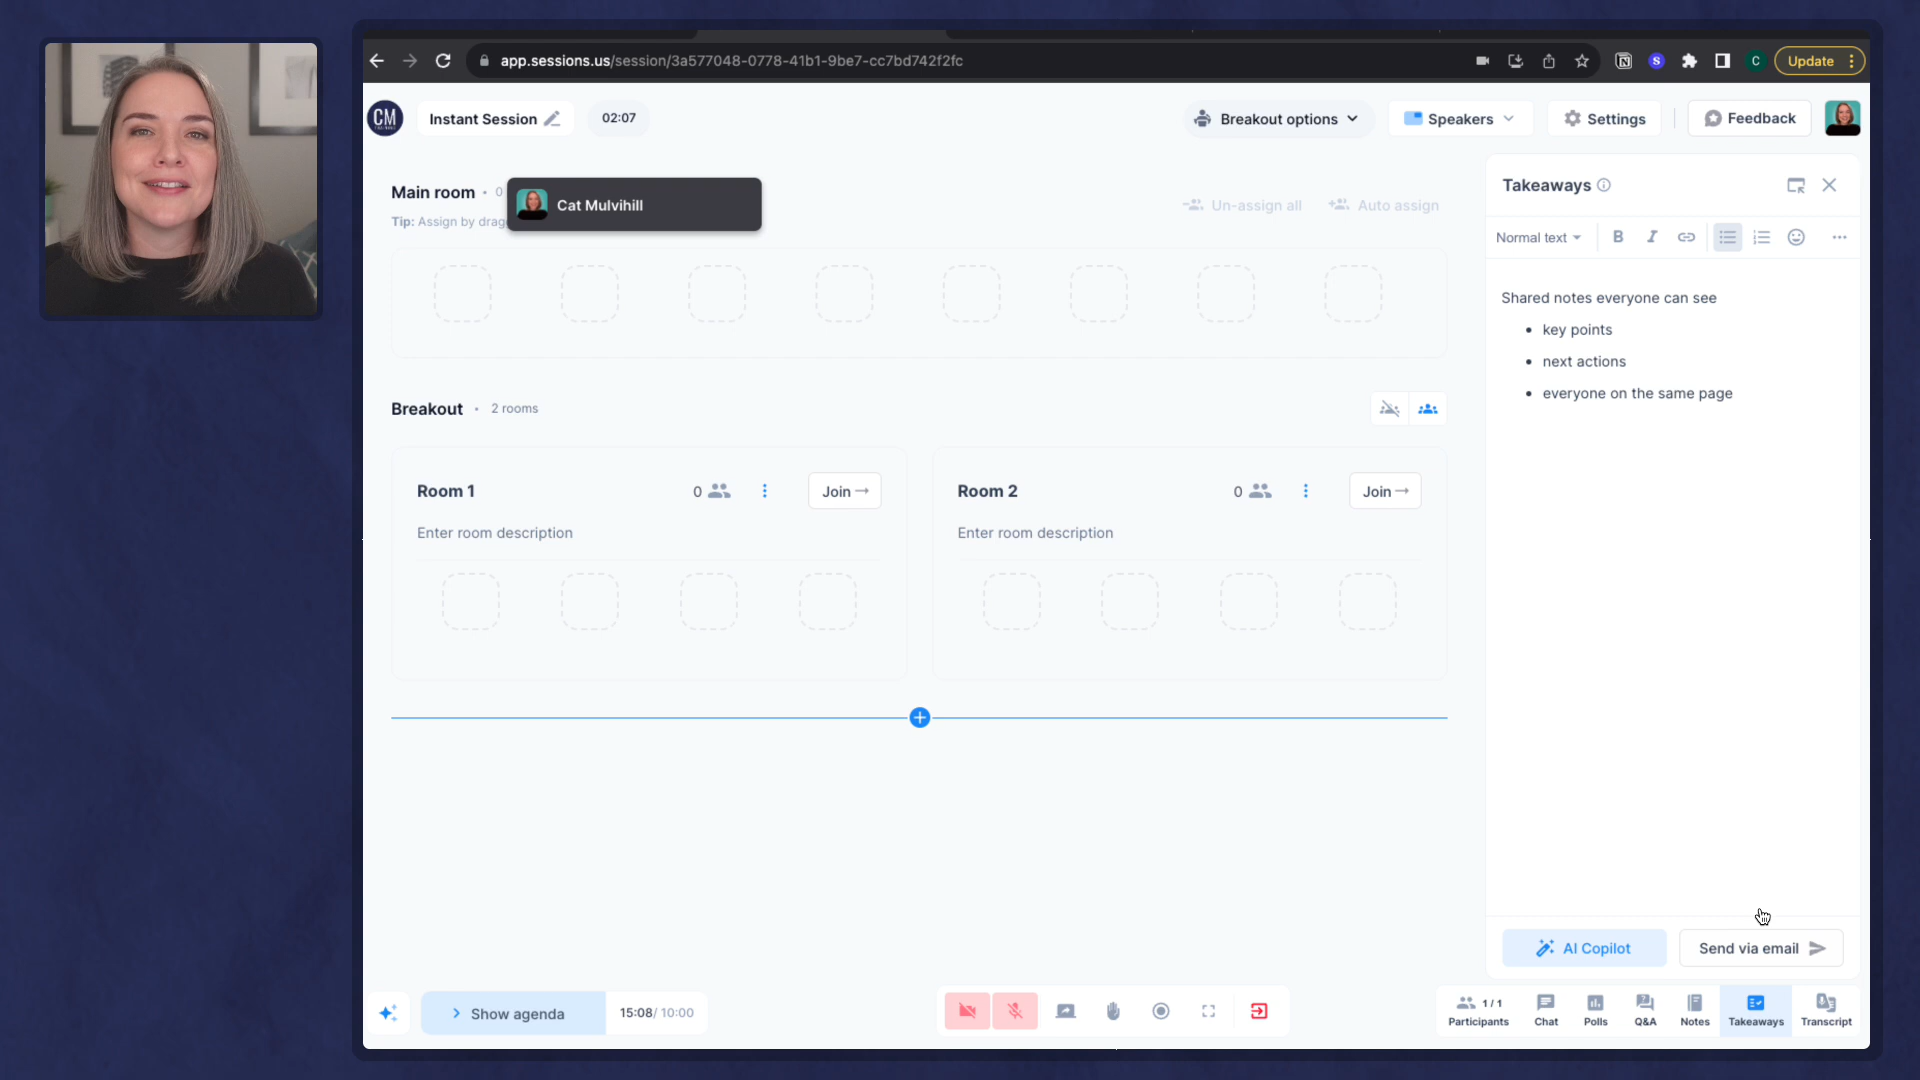 app.sessions.us/session/3a577048-0778-41b1-9be7-cc7bd742f2fc
C
Update
CM
Instant Session
02:07
Breakout options
Speakers
Settings
Feedback
Main room • 0
Cat Mulvihill
Tip: Assign by drag
Un-assign all
Auto assign
Breakout • 2 rooms
Room 1
0
Join
Enter room description
Room 2
0
Join
Enter room description
Takeaways
Normal text
B
I
Shared notes everyone can see
• key points
• next actions
• everyone on the same page
AI Copilot
Send via email
Show agenda
15:08/ 10:00
1 / 1
Participants
Chat
Polls
Q&A
Notes
Takeaways
Transcript